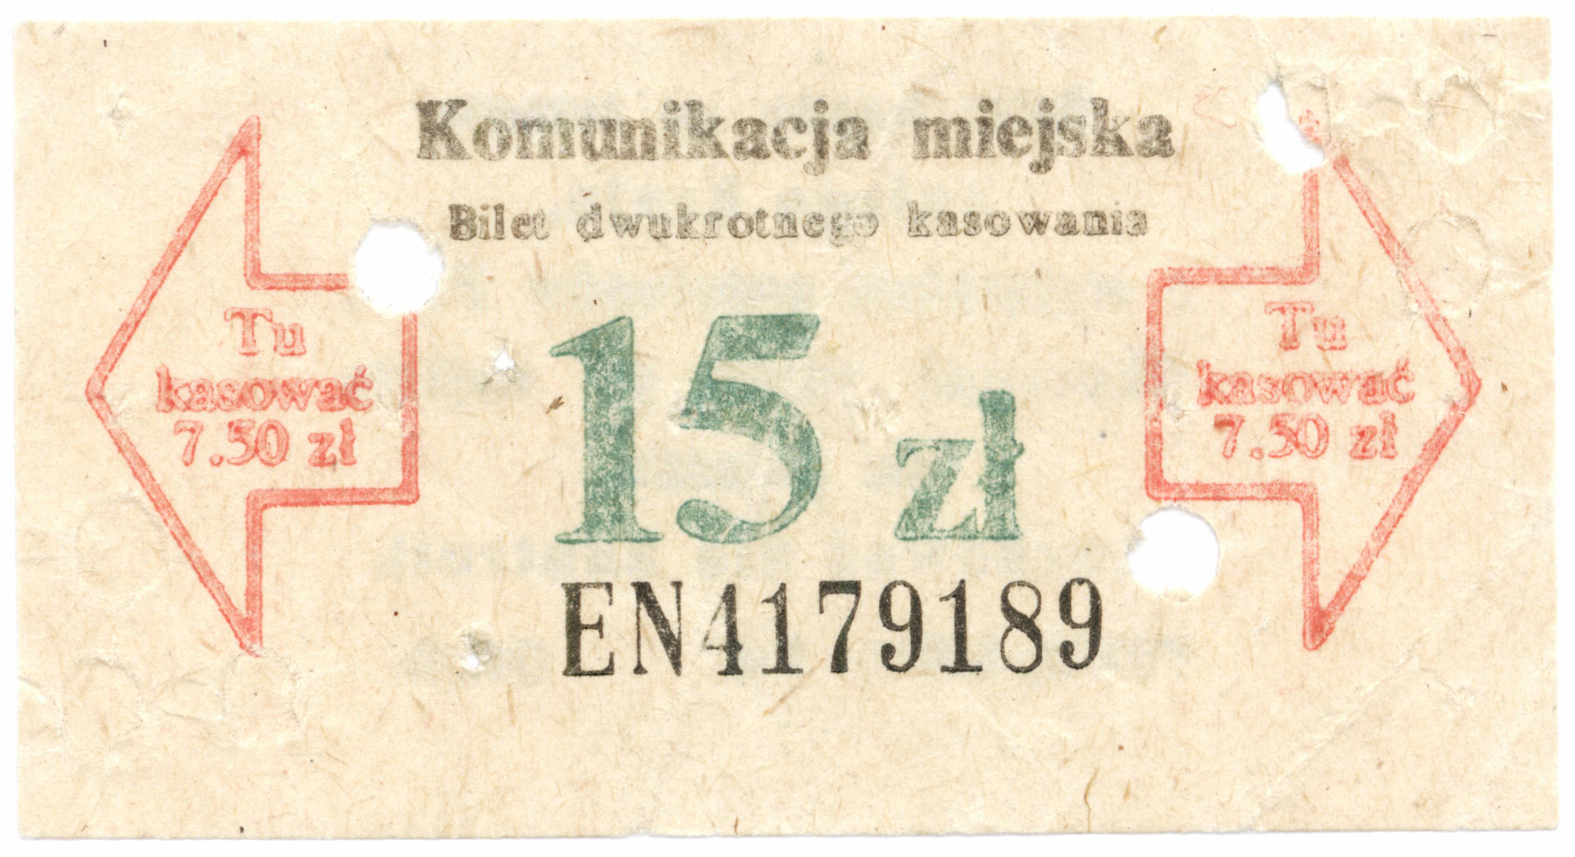 Komunikacja miejska
Bilet dwukrotnego kasowania
Tu
kasować
7.50 zł
15 zł
Tu
kasować
7.50 zł
EN4179189